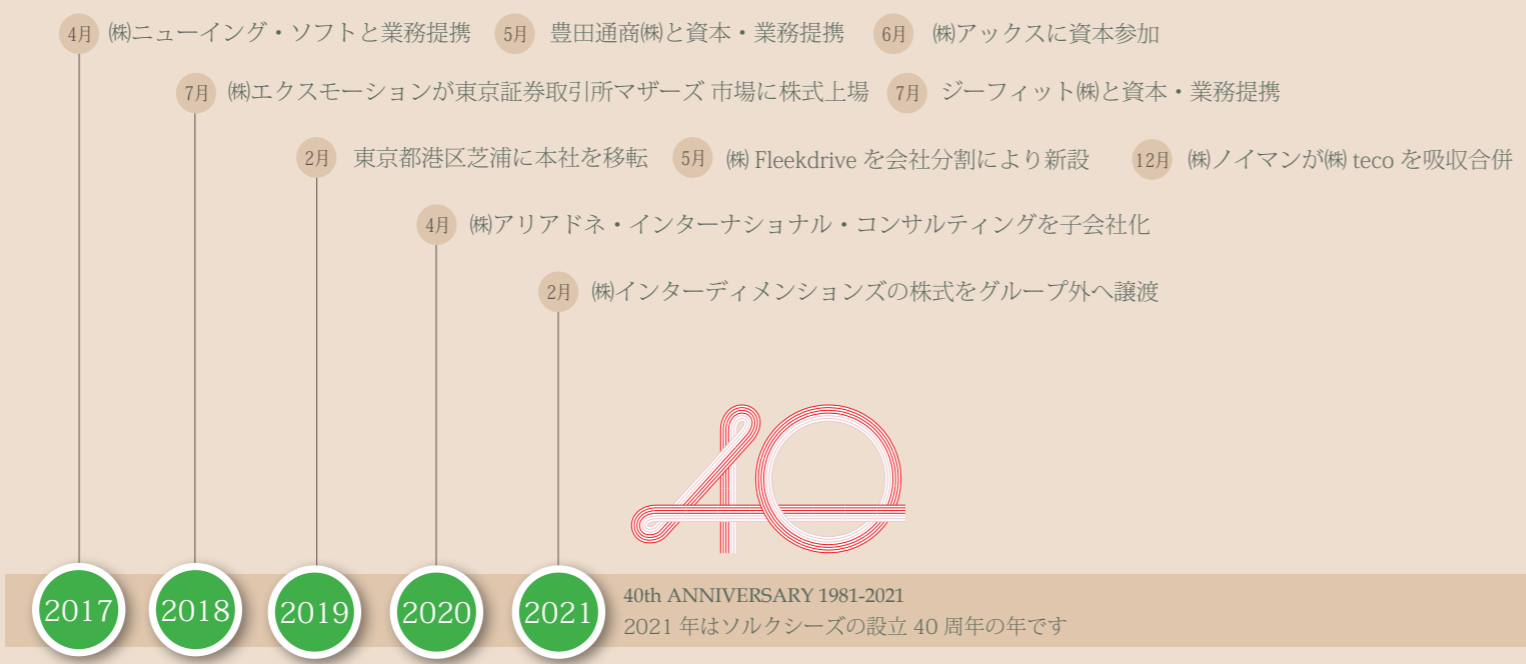 4月 ㈱ニューイング・ソフトと業務提携 5月 豊田通商㈱と資本・業務提携 6月 ㈱アックスに資本参加
7月 ㈱エクスモーションが東京証券取引所マザーズ 市場に株式上場 7月 ジーフィット㈱と資本・業務提携
2月 東京都港区芝浦に本社を移転 5月 ㈱ Fleekdrive を会社分割により新設 12月 ㈱ノイマンが㈱ teco を吸収合併
4月 ㈱アリアドネ・インターナショナル・コンサルティングを子会社化
2月 ㈱インターディメンションズの株式をグループ外へ譲渡
40
2017 2018 2019 2020 2021
40th ANNIVERSARY 1981-2021
2021 年はソルクシーズの設立 40 周年の年です